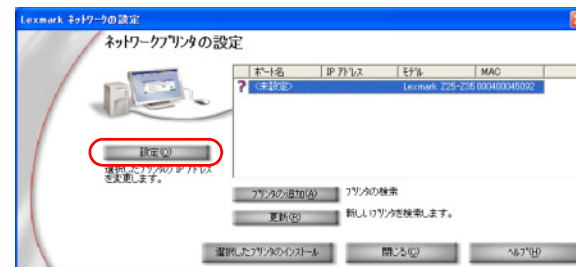 Lexmark ネットワークの設定
ネットワークプリンタの設定
ポート名 IP アドレス モデル MAC
? <未設定> Lexmark Z25-Z35 000400045092
設定(O)
選択したプリンタの IP アドレス
を変更します。
プリンタの追加(A) プリンタの検索
更新(R) 新しいプリンタを検索します。
選択したプリンタのインストール 閉じる(C) ヘルプ(H)